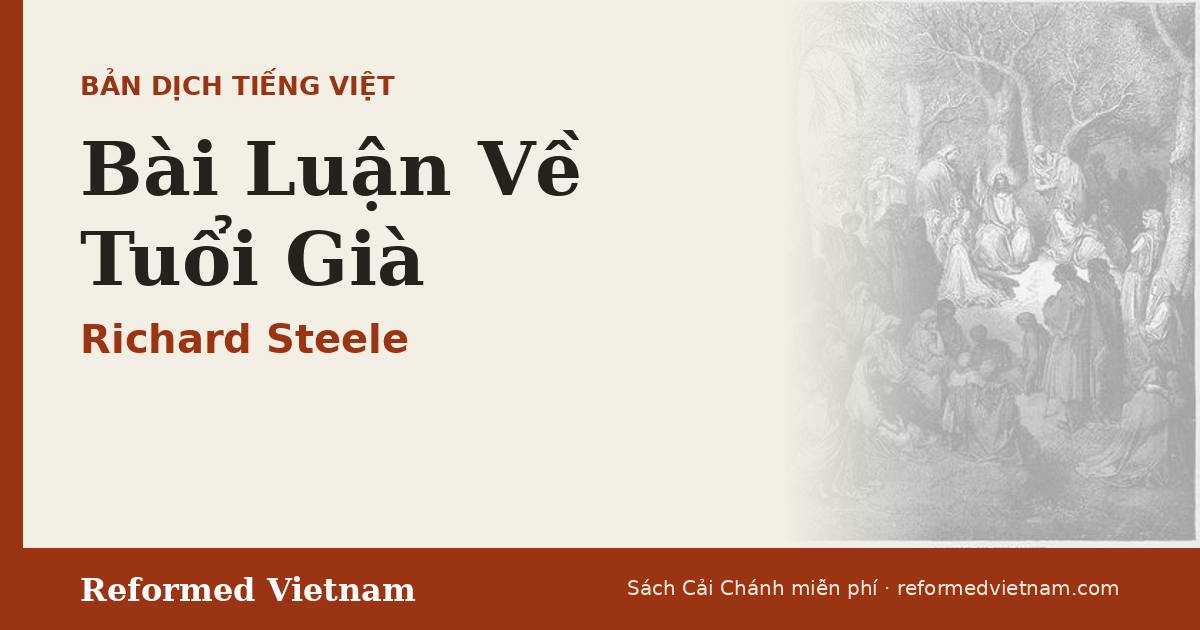 BẢN DỊCH TIẾNG VIỆT
Bài Luận Về
Tuổi Già
Richard Steele
Reformed Vietnam
Sách Cải Chánh miễn phí · reformedvietnam.com